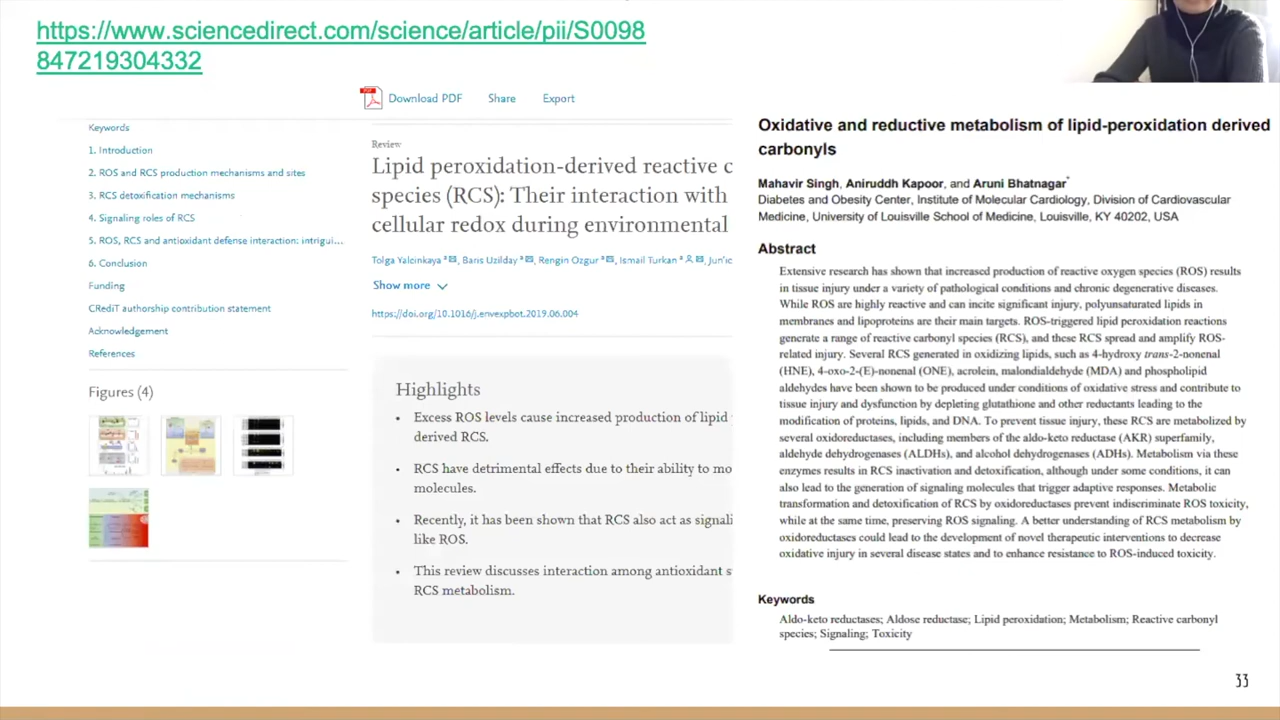 https://www.sciencedirect.com/science/article/pii/S0098
847219304332
Download PDF
Share
Export
Keywords
1. Introduction
2. ROS and RCS production mechanisms and sites
3. RCS detoxification mechanisms
4. Signaling roles of RCS
5. ROS, RCS and antioxidant defense interaction: intrigui...
6. Conclusion
Funding
CRediT authorship contribution statement
Acknowledgement
References
Figures (4)
Review
Lipid peroxidation-derived reactive c
species (RCS): Their interaction with
cellular redox during environmental
Tolga Yalcinkaya a, Baris Uzilday a, Rengin Ozgur a, Ismail Turkan a, Jun'ic
Show more
https://doi.org/10.1016/j.envexpbot.2019.06.004
Highlights
• Excess ROS levels cause increased production of lipid
derived RCS.
• RCS have detrimental effects due to their ability to mo
molecules.
• Recently, it has been shown that RCS also act as signali
like ROS.
• This review discusses interaction among antioxidant s
RCS metabolism.
Oxidative and reductive metabolism of lipid-peroxidation derived
carbonyls
Mahavir Singh, Aniruddh Kapoor, and Aruni Bhatnagar*
Diabetes and Obesity Center, Institute of Molecular Cardiology, Division of Cardiovascular
Medicine, University of Louisville School of Medicine, Louisville, KY 40202, USA
Abstract
Extensive research has shown that increased production of reactive oxygen species (ROS) results
in tissue injury under a variety of pathological conditions and chronic degenerative diseases.
While ROS are highly reactive and can incite significant injury, polyunsaturated lipids in
membranes and lipoproteins are their main targets. ROS-triggered lipid peroxidation reactions
generate a range of reactive carbonyl species (RCS), and these RCS spread and amplify ROS-
related injury. Several RCS generated in oxidizing lipids, such as 4-hydroxy trans-2-nonenal
(HNE), 4-oxo-2-(E)-nonenal (ONE), acrolein, malondialdehyde (MDA) and phospholipid
aldehydes have been shown to be produced under conditions of oxidative stress and contribute to
tissue injury and dysfunction by depleting glutathione and other reductants leading to the
modification of proteins, lipids, and DNA. To prevent tissue injury, these RCS are metabolized by
several oxidoreductases, including members of the aldo-keto reductase (AKR) superfamily,
aldehyde dehydrogenases (ALDHs), and alcohol dehydrogenases (ADHs). Metabolism via these
enzymes results in RCS inactivation and detoxification, although under some conditions, it can
also lead to the generation of signaling molecules that trigger adaptive responses. Metabolic
transformation and detoxification of RCS by oxidoreductases prevent indiscriminate ROS toxicity,
while at the same time, preserving ROS signaling. A better understanding of RCS metabolism by
oxidoreductases could lead to the development of novel therapeutic interventions to decrease
oxidative injury in several disease states and to enhance resistance to ROS-induced toxicity.
Keywords
Aldo-keto reductases; Aldose reductase; Lipid peroxidation; Metabolism; Reactive carbonyl
species; Signaling; Toxicity
33